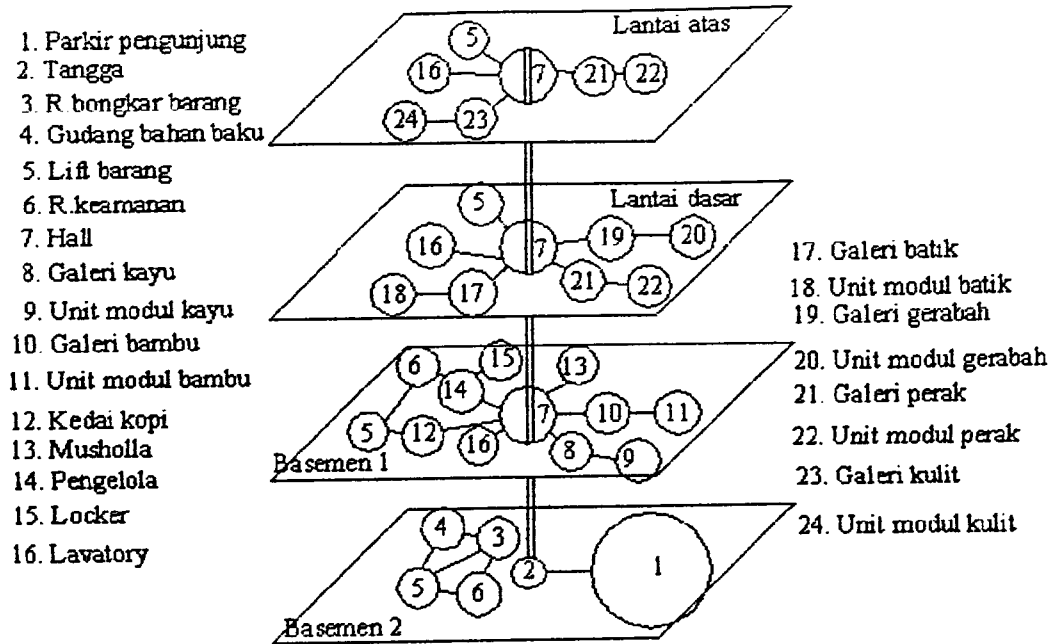 1. Parkir pengunjung
2. Tangga
3. R. bongkar barang
4. Gudang bahan baku
5. Lift barang
6. R.keamanan
7. Hall
8. Galeri kayu
9. Unit modul kayu
10. Galeri bambu
11. Unit modul bambu
12. Kedai kopi
13. Musholla
14. Pengelola
15. Locker
16. Lavatory
Lantai atas
5
16
7
21
22
24
23
Lantai dasar
5
16
7
19
20
21
22
18
17
6
15
13
14
7
10
11
5
12
16
8
9
Basemen 1
4
3
5
6
2
1
Basemen 2
17. Galeri batik
18. Unit modul batik
19. Galeri gerabah
20. Unit modul gerabah
21. Galeri perak
22. Unit modul perak
23. Galeri kulit
24. Unit modul kulit